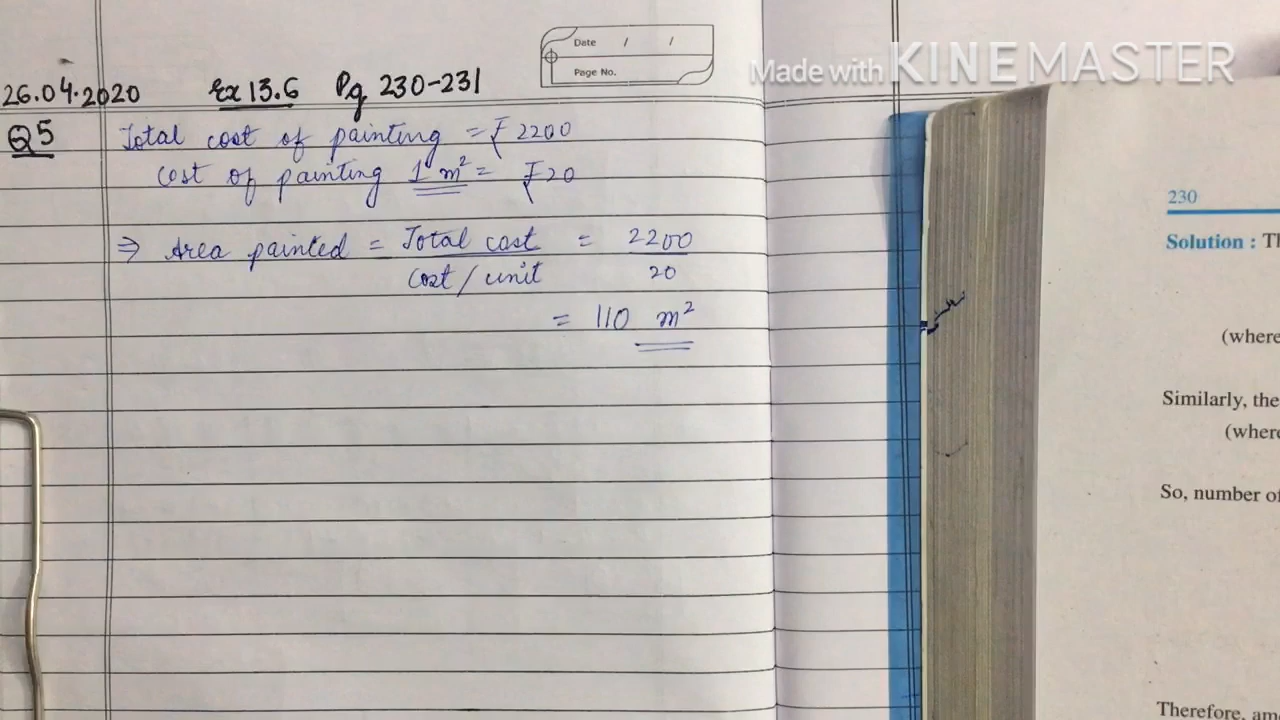 Date / /
Page No.
Made with KINEMASTER
26.04.2020 Ex 13.6 Pg 230-231
Q5 Total cost of painting = ₹ 2200
Cost of painting 1 m² = ₹ 20
⇒ Area painted = Total cost = 2200
Cost / unit 20
= 110 m²
230
Solution : Th
(where
Similarly, the
(where
So, number of
Therefore, am